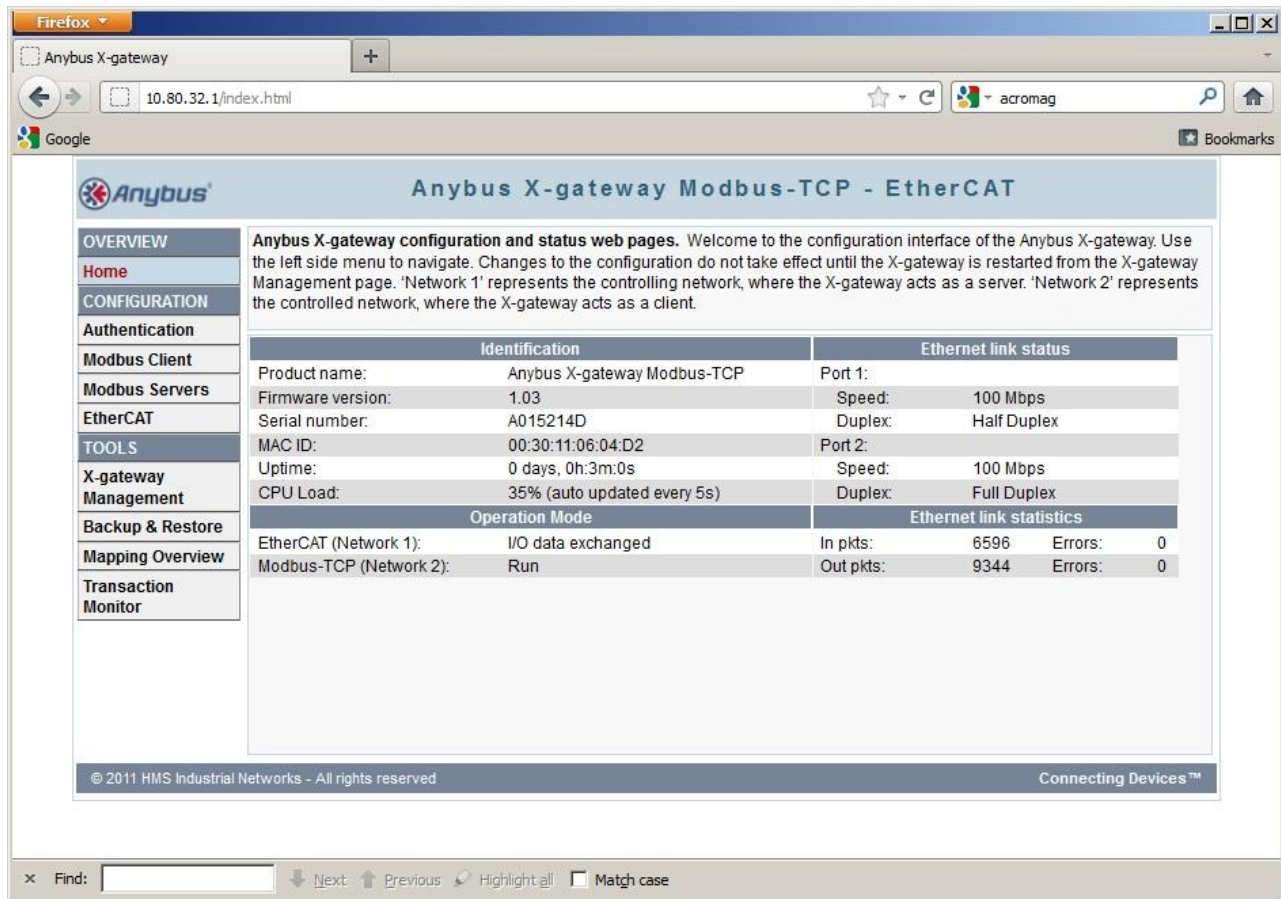 Firefox
Anybus X-gateway
10.80.32.1/index.html
acromag
Google
Bookmarks
Anybus®
Anybus X-gateway Modbus-TCP - EtherCAT
OVERVIEW
Home
CONFIGURATION
Authentication
Modbus Client
Modbus Servers
EtherCAT
TOOLS
X-gateway
Management
Backup & Restore
Mapping Overview
Transaction
Monitor
Anybus X-gateway configuration and status web pages. Welcome to the configuration interface of the Anybus X-gateway. Use
the left side menu to navigate. Changes to the configuration do not take effect until the X-gateway is restarted from the X-gateway
Management page. 'Network 1' represents the controlling network, where the X-gateway acts as a server. 'Network 2' represents
the controlled network, where the X-gateway acts as a client.
Identification Ethernet link status
Product name: Anybus X-gateway Modbus-TCP Port 1:
Firmware version: 1.03 Speed: 100 Mbps
Serial number: A015214D Duplex: Half Duplex
MAC ID: 00:30:11:06:04:D2 Port 2:
Uptime: 0 days, 0h:3m:0s Speed: 100 Mbps
CPU Load: 35% (auto updated every 5s) Duplex: Full Duplex
Operation Mode Ethernet link statistics
EtherCAT (Network 1): I/O data exchanged In pkts: 6596 Errors: 0
Modbus-TCP (Network 2): Run Out pkts: 9344 Errors: 0
© 2011 HMS Industrial Networks - All rights reserved Connecting Devices™
× Find: Next Previous Highlight all Match case